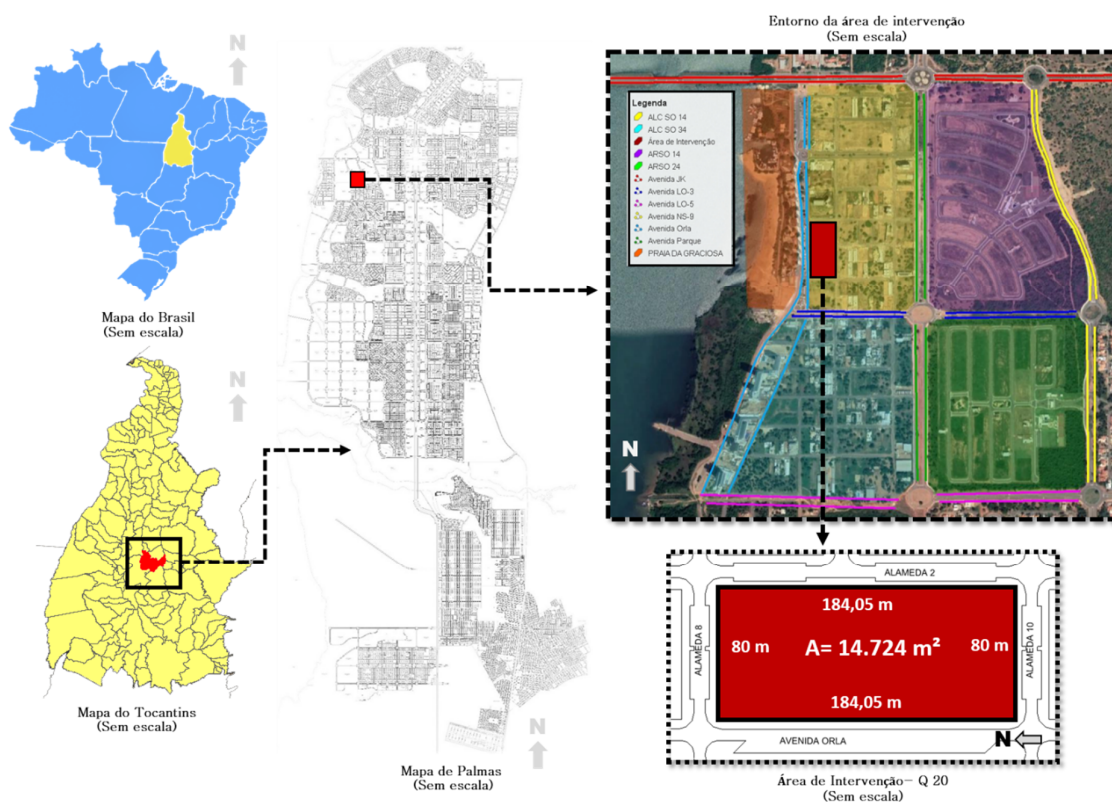 N
Mapa do Brasil
(Sem escala)
N
Mapa do Tocantins
(Sem escala)
N
Mapa de Palmas
(Sem escala)
Entorno da área de intervenção
(Sem escala)
Legenda
ALC SO 14
ALC SO 34
Área de Intervenção
ARSO 14
ARSO 24
Avenida JK
Avenida LO-3
Avenida LO-5
Avenida NS-9
Avenida Orla
Avenida Parque
PRAIA DA GRACIOSA
N
ALAMEDA 2
ALAMEDA 8
184,05 m
80 m
A= 14.724 m²
80 m
ALAMEDA 10
184,05 m
AVENIDA ORLA
N
Área de Intervenção– Q 20
(Sem escala)